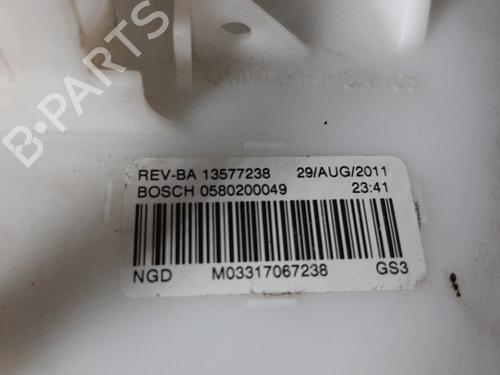 B-PARTS
REV-BA 13577238 29/AUG/2011
BOSCH 0580200049 23:41
NGD M03317067238 GS3